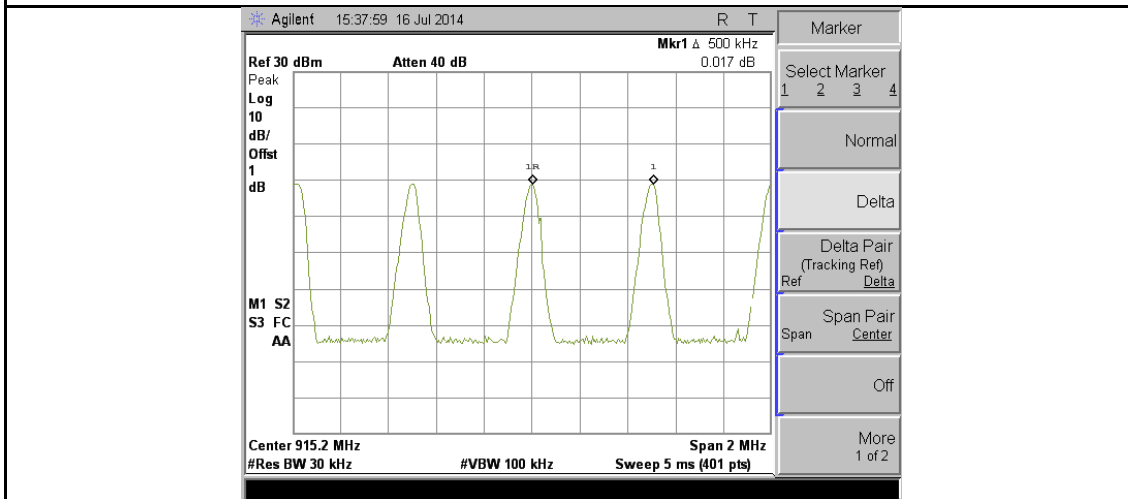 Agilent 15:37:59 16 Jul 2014 R T
Mkr1 Δ 500 kHz
Ref 30 dBm Atten 40 dB 0.017 dB
Peak
Log
10
dB/
Offst
1
dB
1R 1
M1 S2
S3 FC
AA
Center 915.2 MHz Span 2 MHz
#Res BW 30 kHz #VBW 100 kHz Sweep 5 ms (401 pts)
Marker
Select Marker
1 2 3 4
Normal
Delta
Delta Pair
(Tracking Ref)
Ref Delta
Span Pair
Span Center
Off
More
1 of 2